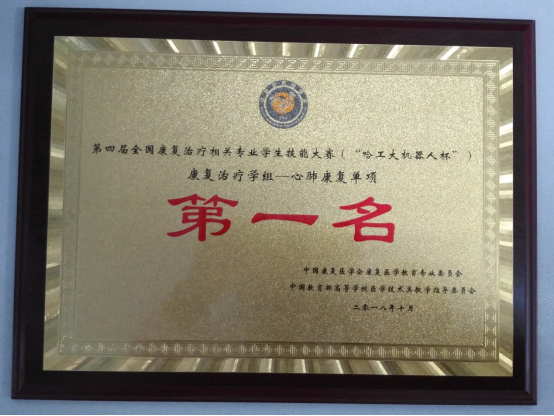 第四届全国康复治疗相关专业学生技能大赛（“哈工大机器人杯”）
康复治疗学组—心肺康复单项
第一名
中国康复医学会康复医学教育专业委员会
中国教育部高等学校医学技术类教学指导委员会
二零一八年十月